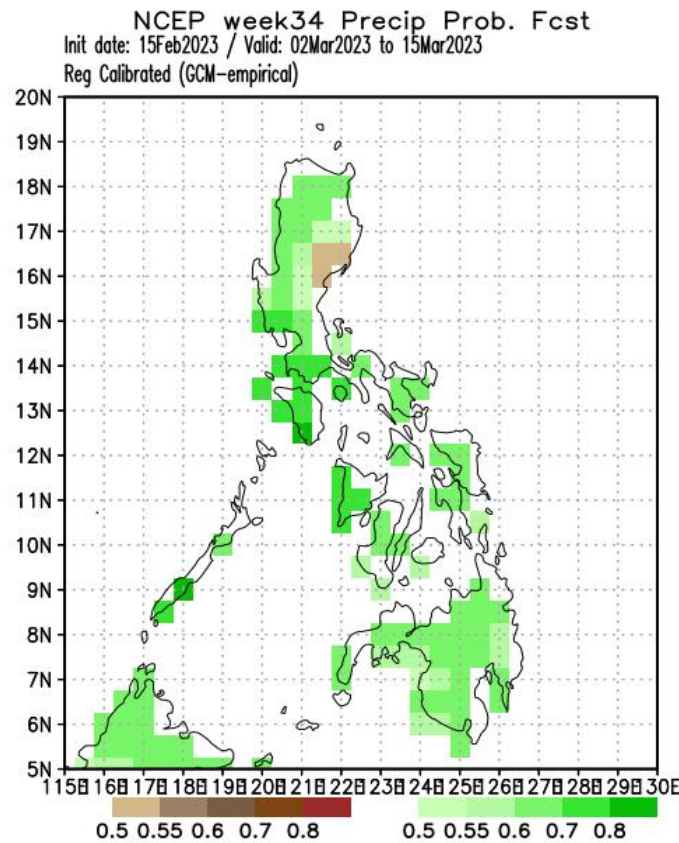 NCEP week34 Precip Prob. Fcst
Init date: 15Feb2023 / Valid: 02Mar2023 to 15Mar2023
Reg Calibrated (GCM-empirical)
20N
19N
18N
17N
16N
15N
14N
13N
12N
11N
10N
9N
8N
7N
6N
5N
115E 116E 117E 118E 119E 120E 121E 122E 123E 124E 125E 126E 127E 128E 129E 130E
0.5 0.55 0.6 0.7 0.8 0.5 0.55 0.6 0.7 0.8